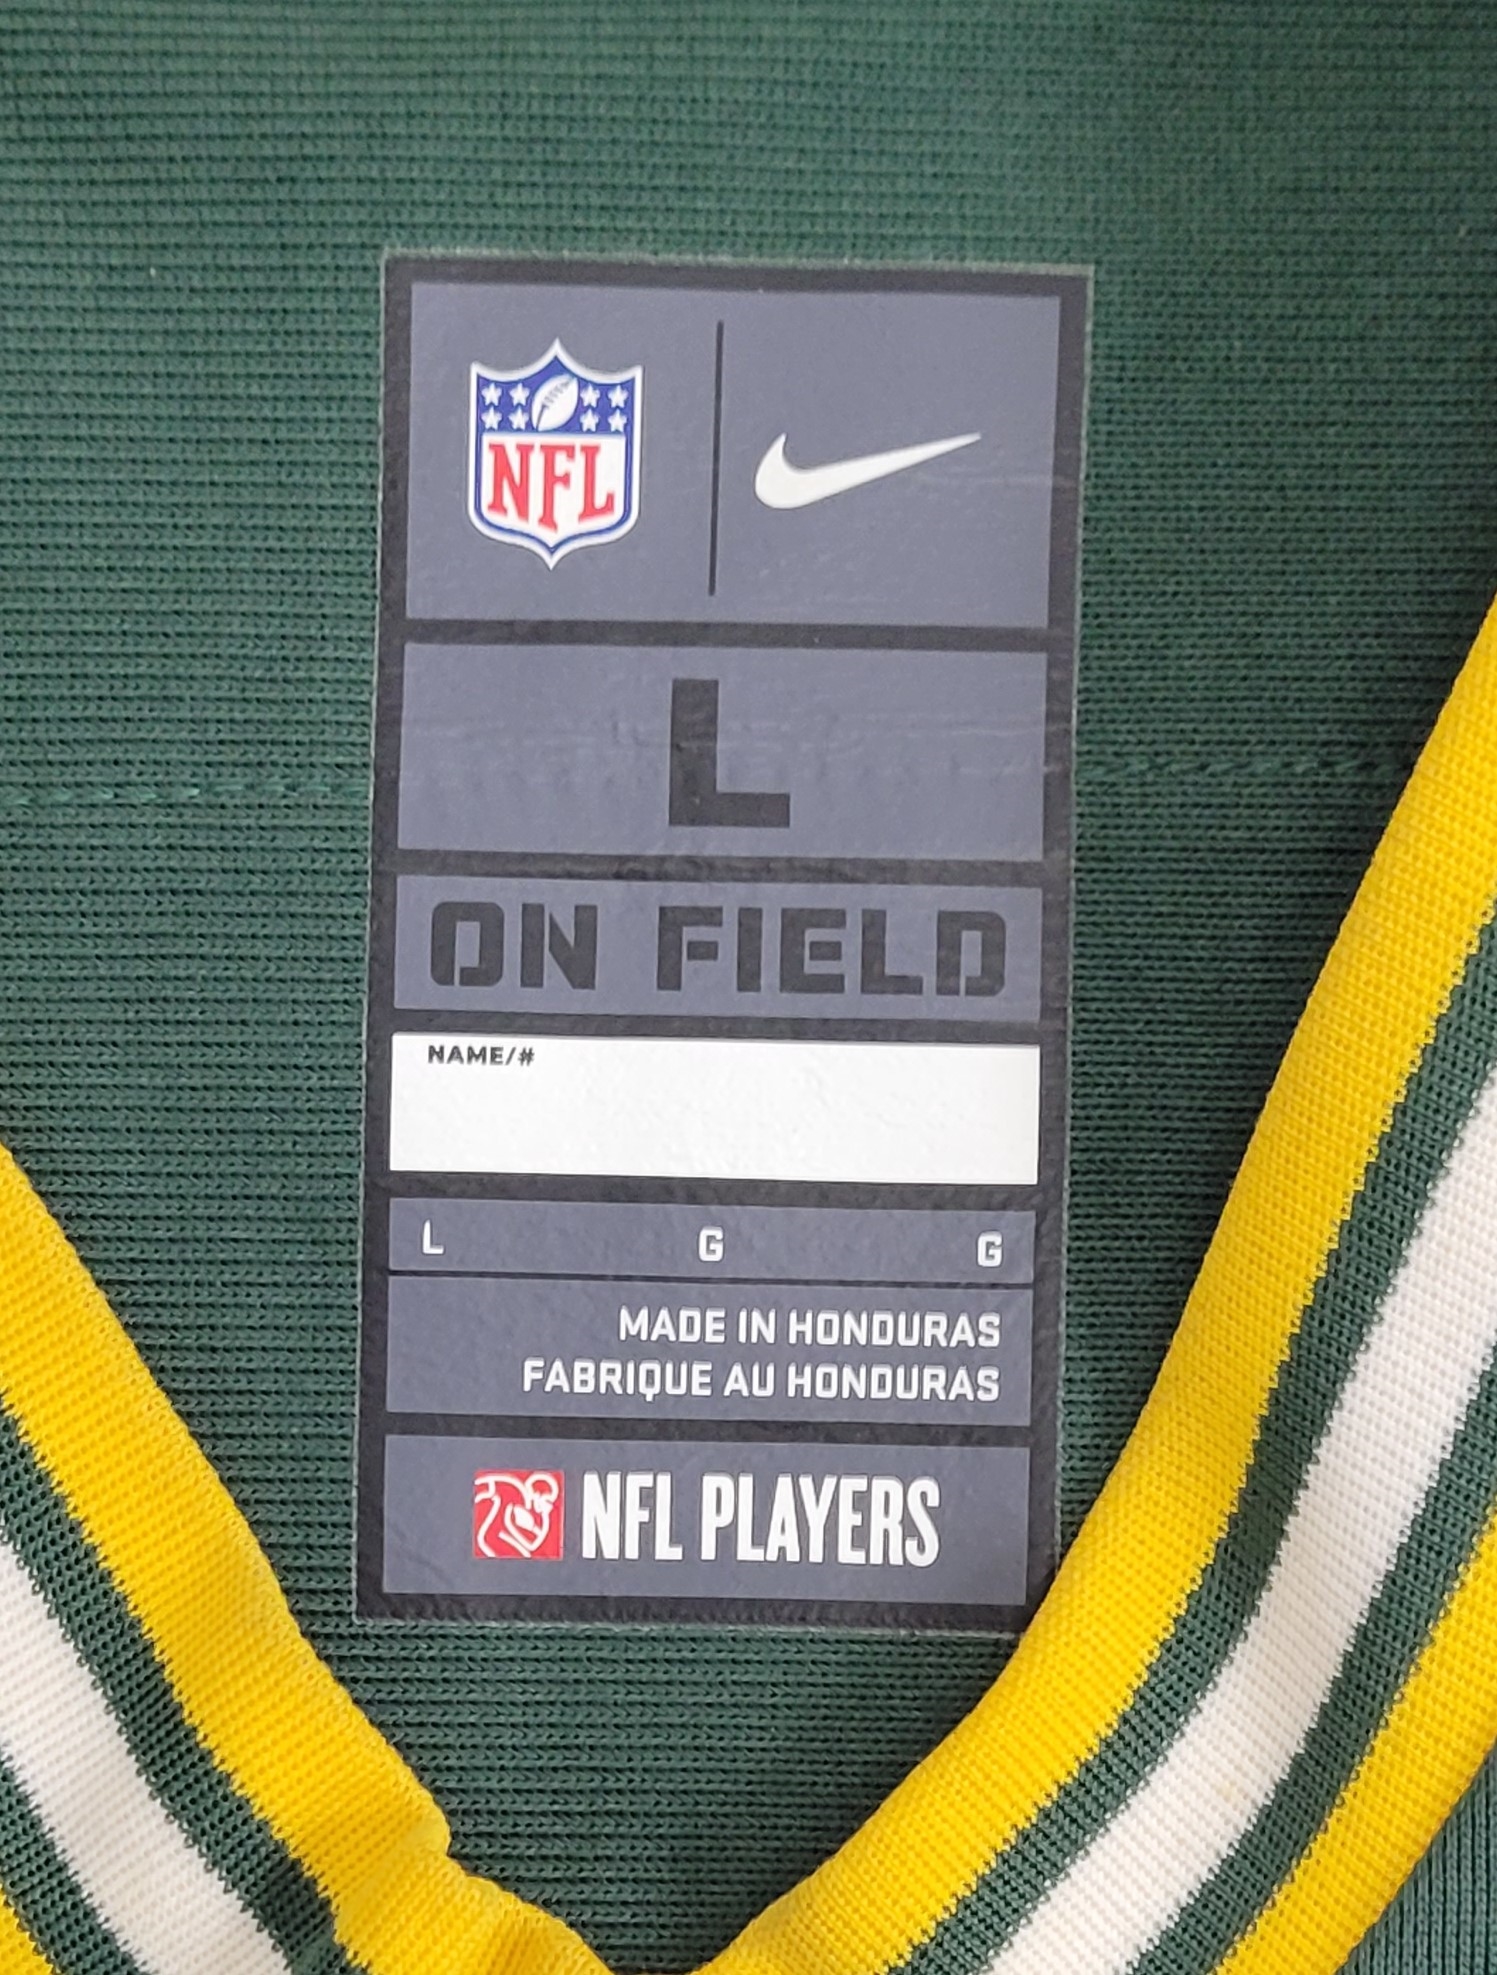 NFL
L
ON FIELD
NAME/#
L G G
MADE IN HONDURAS
FABRIQUE AU HONDURAS
NFL PLAYERS